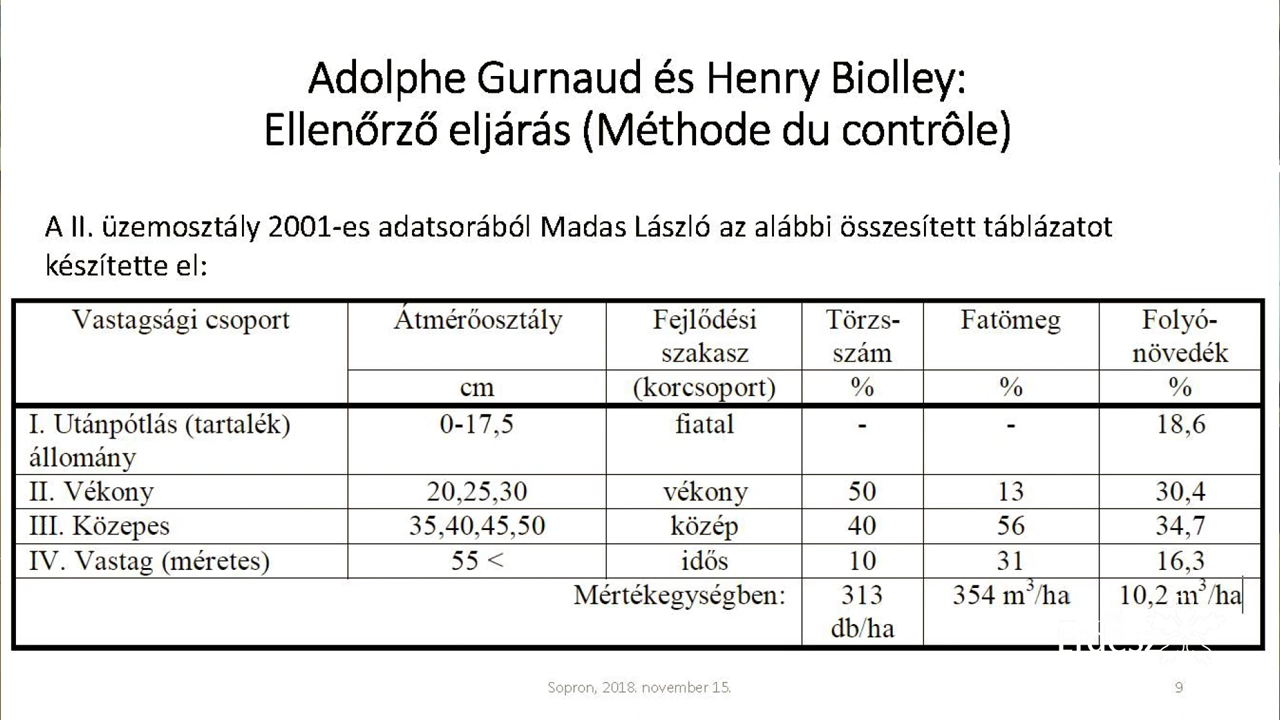 Adolphe Gurnaud és Henry Biolley:
Ellenőrző eljárás (Méthode du contrôle)
A II. üzemosztály 2001-es adatsorából Madas László az alábbi összesített táblázatot
készítette el:
Vastagsági csoport Átmérőosztály Fejlődési szakasz Törzs-szám Fatömeg Folyó-növedék
cm (korcsoport) % % %
I. Utánpótlás (tartalék) 0-17,5 fiatal - - 18,6
állomány
II. Vékony 20,25,30 vékony 50 13 30,4
III. Közepes 35,40,45,50 közép 40 56 34,7
IV. Vastag (méretes) 55 < idős 10 31 16,3
Mértékegységben: 313 354 m³/ha 10,2 m³/ha
db/ha
Sopron, 2018. november 15. 9